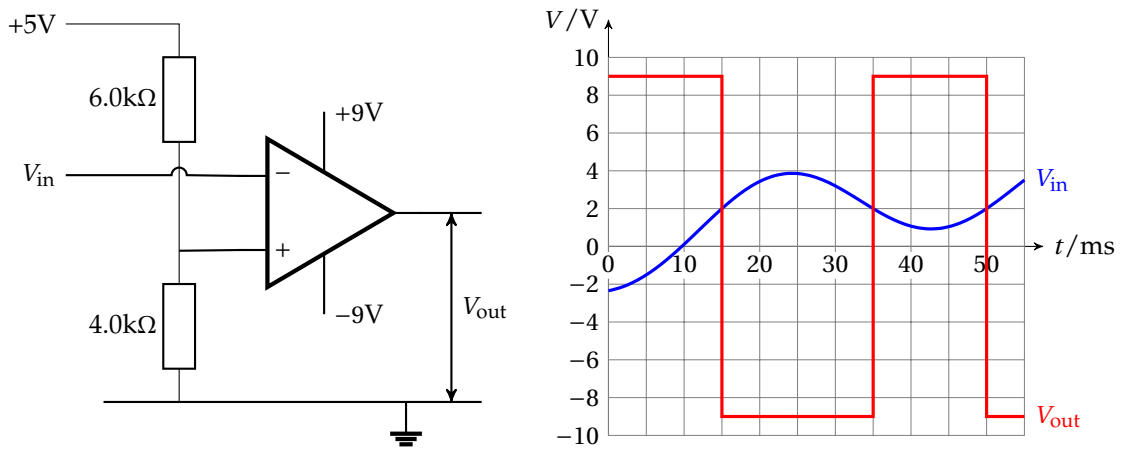 +5V
6.0kΩ
V_in
4.0kΩ
−
+
+9V
−9V
V_out
V/V
10
8
6
4
2
0
−2
−4
−6
−8
−10
0 10 20 30 40 50
t/ms
V_in
V_out